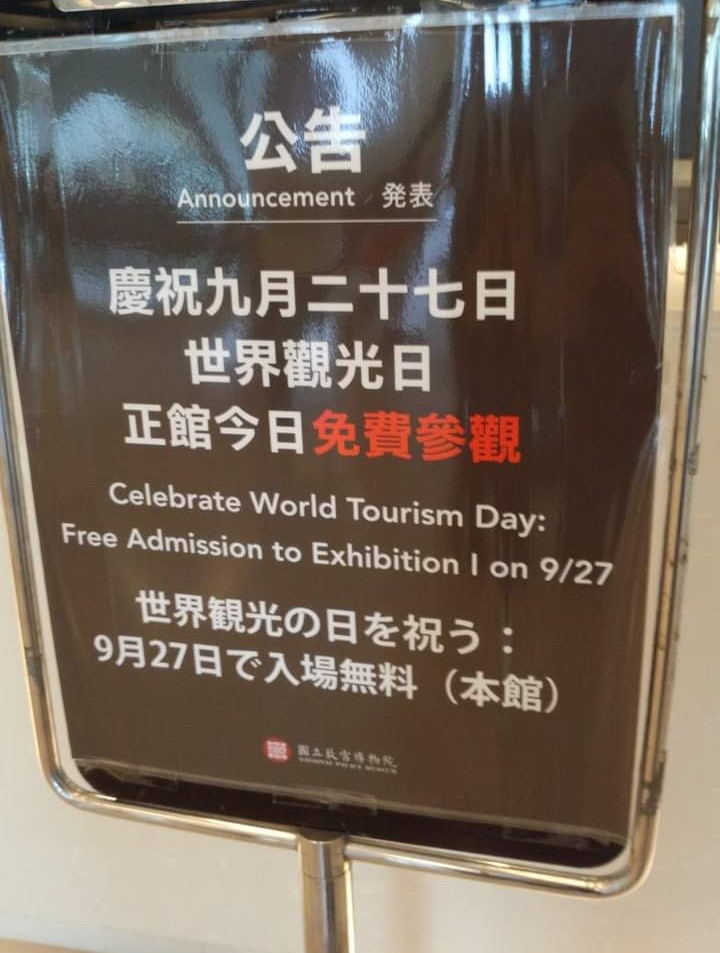 公告
Announcement / 発表
慶祝九月二十七日
世界觀光日
正館今日免費參觀
Celebrate World Tourism Day:
Free Admission to Exhibition I on 9/27
世界観光の日を祝う：
9月27日で入場無料（本館）
國立故宮博物院
NATIONAL PALACE MUSEUM